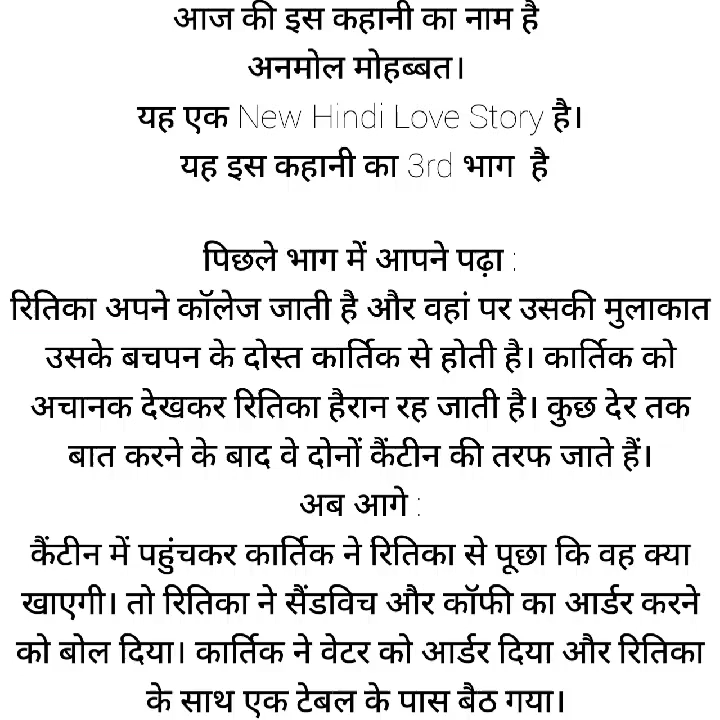 आज की इस कहानी का नाम है
अनमोल मोहब्बत।
यह एक New Hindi Love Story है।
यह इस कहानी का 3rd भाग है
पिछले भाग में आपने पढ़ा :
रितिका अपने कॉलेज जाती है और वहां पर उसकी मुलाकात
उसके बचपन के दोस्त कार्तिक से होती है। कार्तिक को
अचानक देखकर रितिका हैरान रह जाती है। कुछ देर तक
बात करने के बाद वे दोनों कैंटीन की तरफ जाते हैं।
अब आगे :
कैंटीन में पहुंचकर कार्तिक ने रितिका से पूछा कि वह क्या
खाएगी। तो रितिका ने सैंडविच और कॉफी का आर्डर करने
को बोल दिया। कार्तिक ने वेटर को आर्डर दिया और रितिका
के साथ एक टेबल के पास बैठ गया।